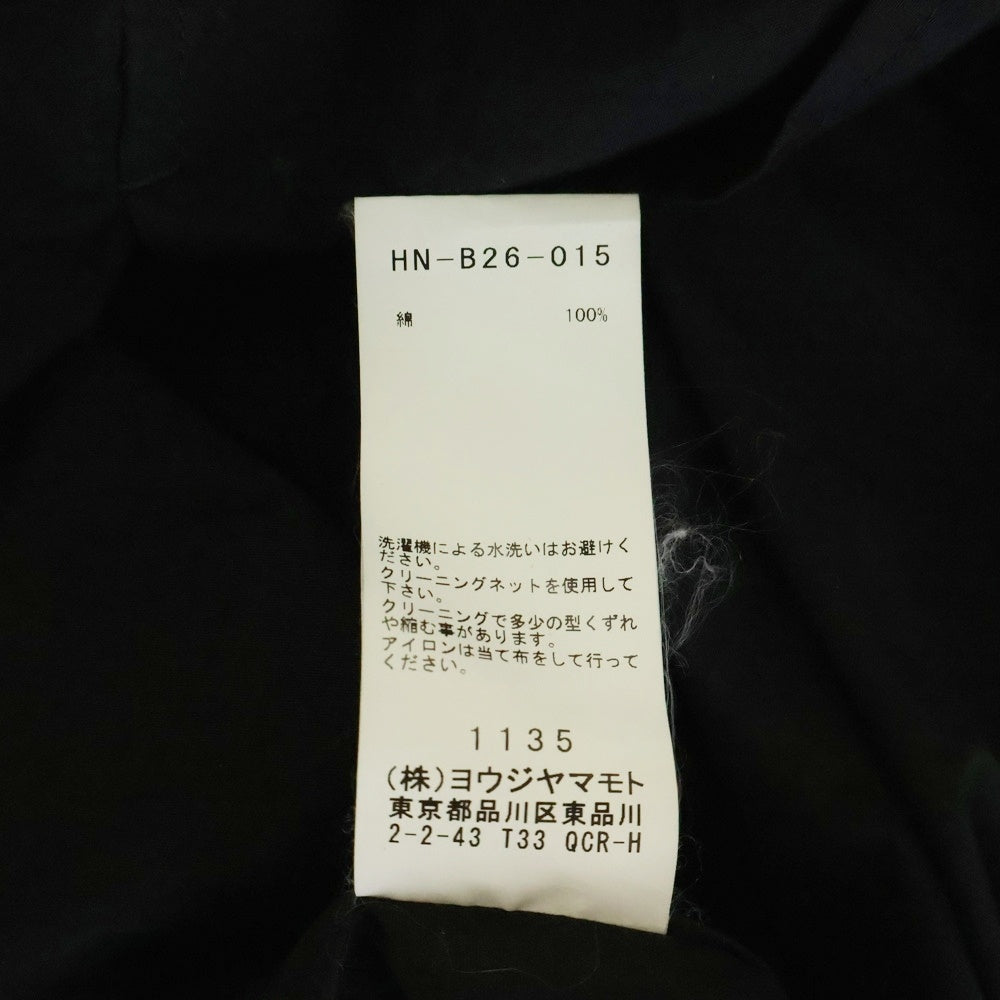 HN-B26-015
綿 100%
洗濯機による水洗いはお避けく
ださい。
クリーニングネットを使用して
下さい。
クリーニングで多少の型くずれ
や縮む事があります。
アイロンは当て布をして行って
ください。
1135
(株)ヨウジヤマモト
東京都品川区東品川
2-2-43 T33 QCR-H